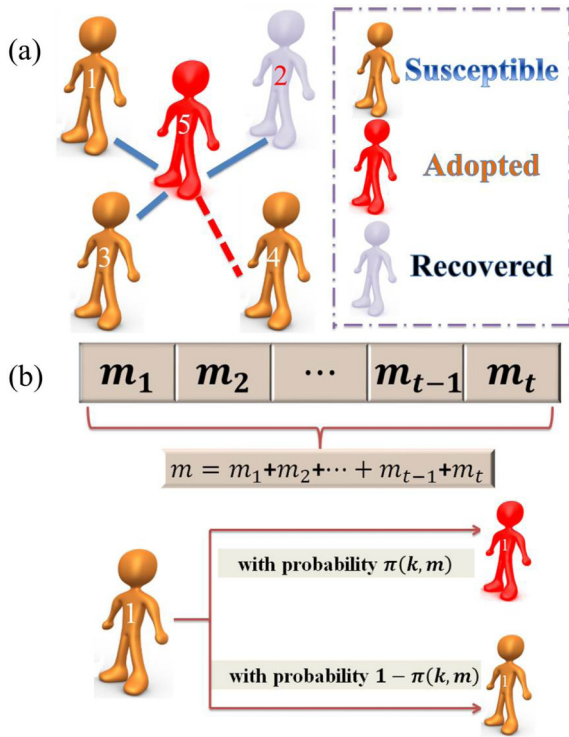 (a)
1
2
5
3
4
Susceptible
Adopted
Recovered
(b)
m₁ m₂ ⋯ mₜ₋₁ mₜ
m = m₁+m₂+⋯ + mₜ₋₁+mₜ
1
with probability π(k, m)
1
with probability 1 − π(k, m)
1